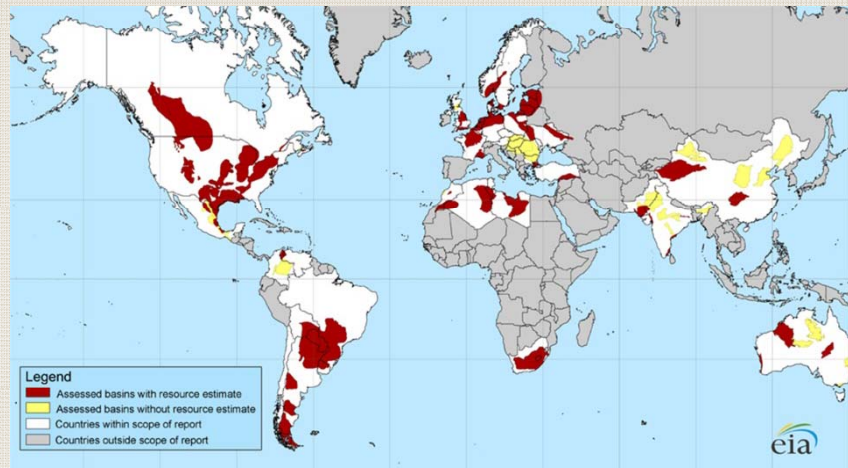 Legend
Assessed basins with resource estimate
Assessed basins without resource estimate
Countries within scope of report
Countries outside scope of report
eia